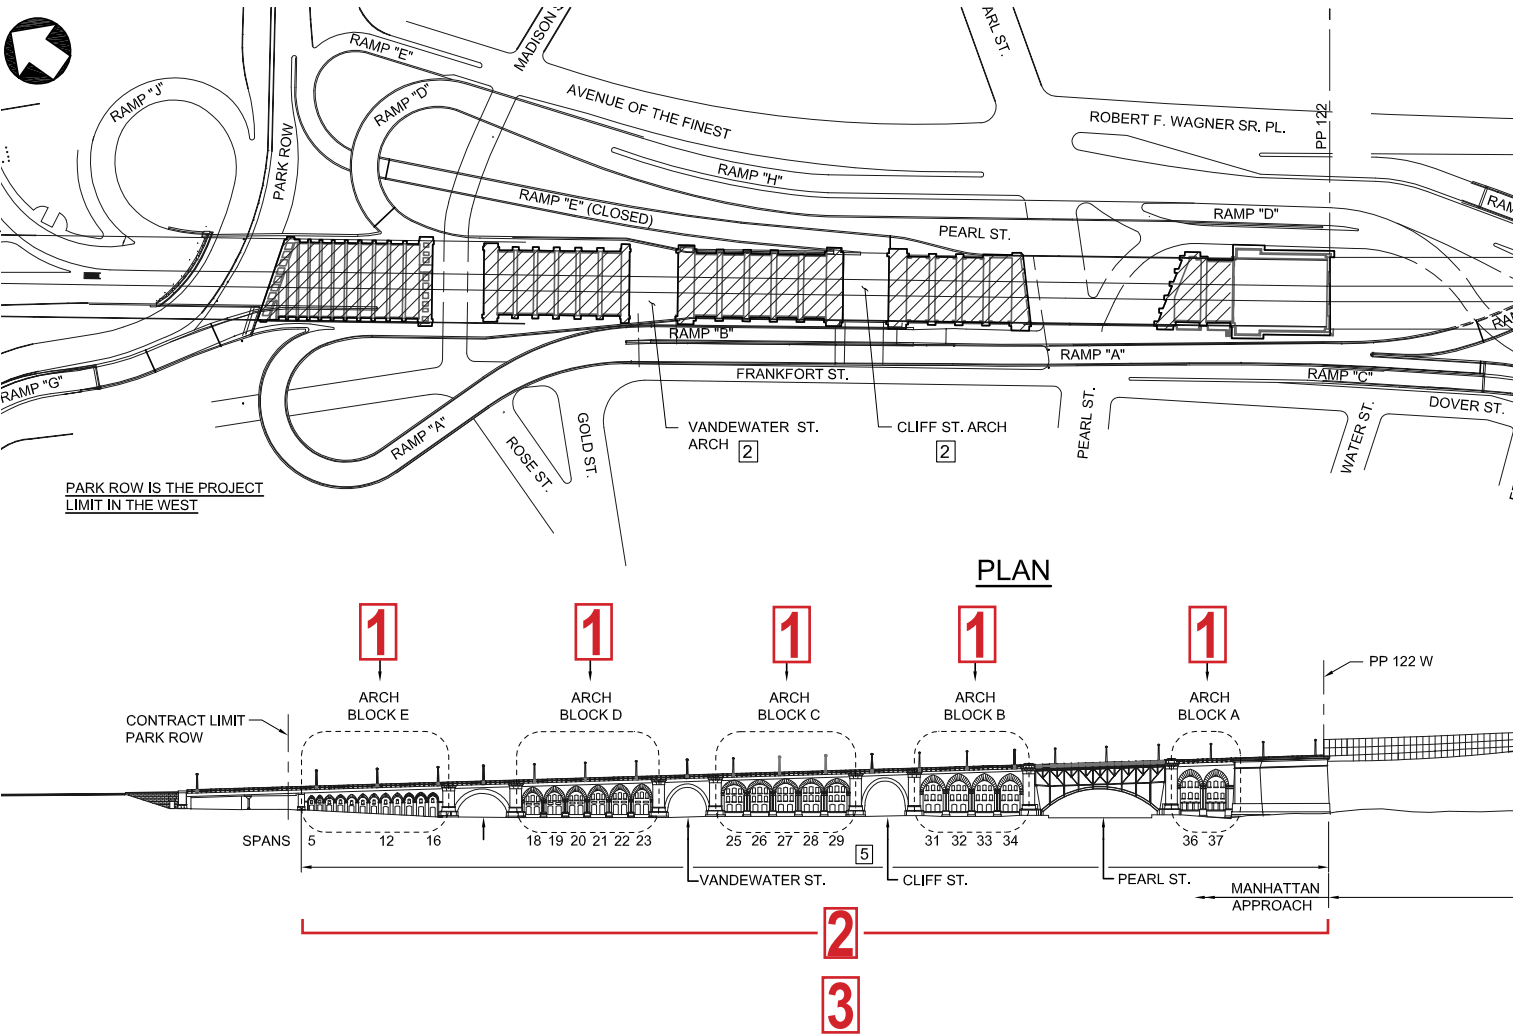 RAMP "E"
MADISON S
ARL ST.
RAMP "J"
RAMP "D"
AVENUE OF THE FINEST
ROBERT F. WAGNER SR. PL.
PP 122
PARK ROW
RAMP "H"
RAMP "E" (CLOSED)
RAMP "D"
RAM
PEARL ST.
RAMP "B"
RAMP "A"
RAM
FRANKFORT ST.
RAMP "C"
RAMP "G"
DOVER ST.
RAMP "A"
ROSE ST.
GOLD ST.
VANDEWATER ST.
ARCH 2
CLIFF ST. ARCH
2
PEARL ST.
WATER ST.
PARK ROW IS THE PROJECT
LIMIT IN THE WEST
PLAN
1 1 1 1 1
PP 122 W
ARCH
BLOCK E
ARCH
BLOCK D
ARCH
BLOCK C
ARCH
BLOCK B
ARCH
BLOCK A
CONTRACT LIMIT
PARK ROW
SPANS 5 12 16 18 19 20 21 22 23 25 26 27 28 29 31 32 33 34 36 37
5
VANDEWATER ST.
CLIFF ST.
PEARL ST.
MANHATTAN
APPROACH
2
3